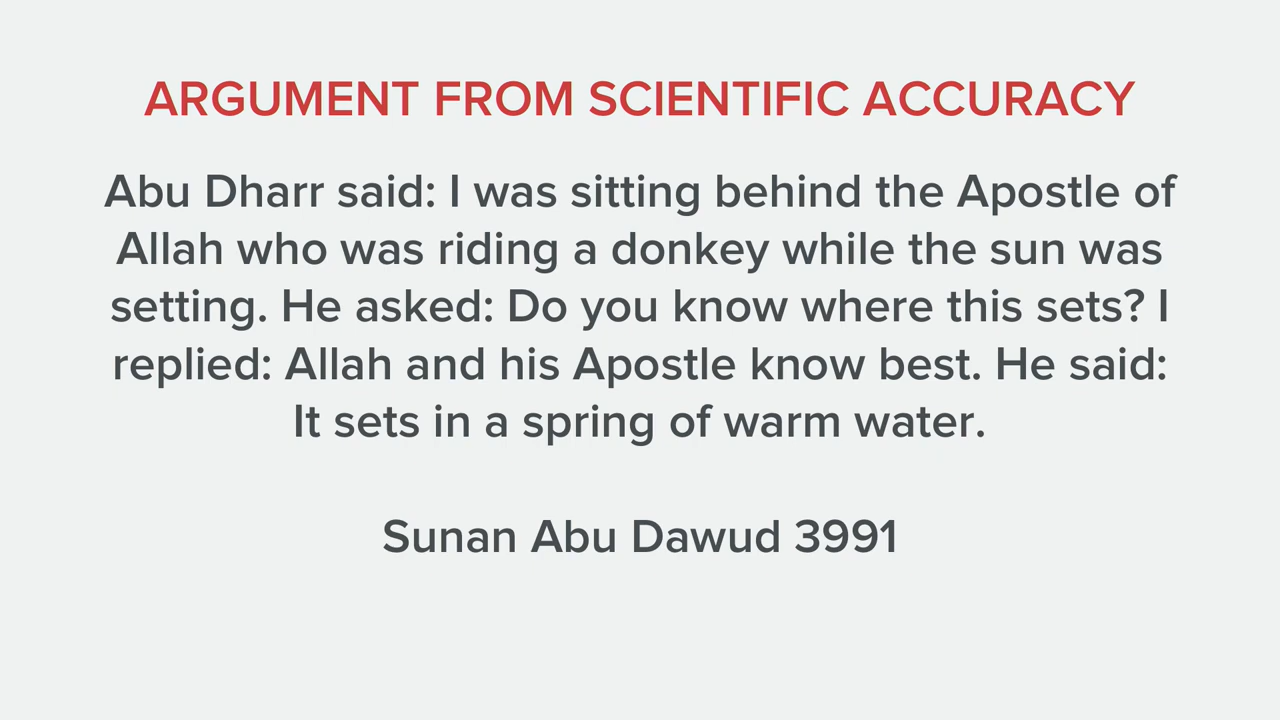 ARGUMENT FROM SCIENTIFIC ACCURACY
Abu Dharr said: I was sitting behind the Apostle of
Allah who was riding a donkey while the sun was
setting. He asked: Do you know where this sets? I
replied: Allah and his Apostle know best. He said:
It sets in a spring of warm water.
Sunan Abu Dawud 3991